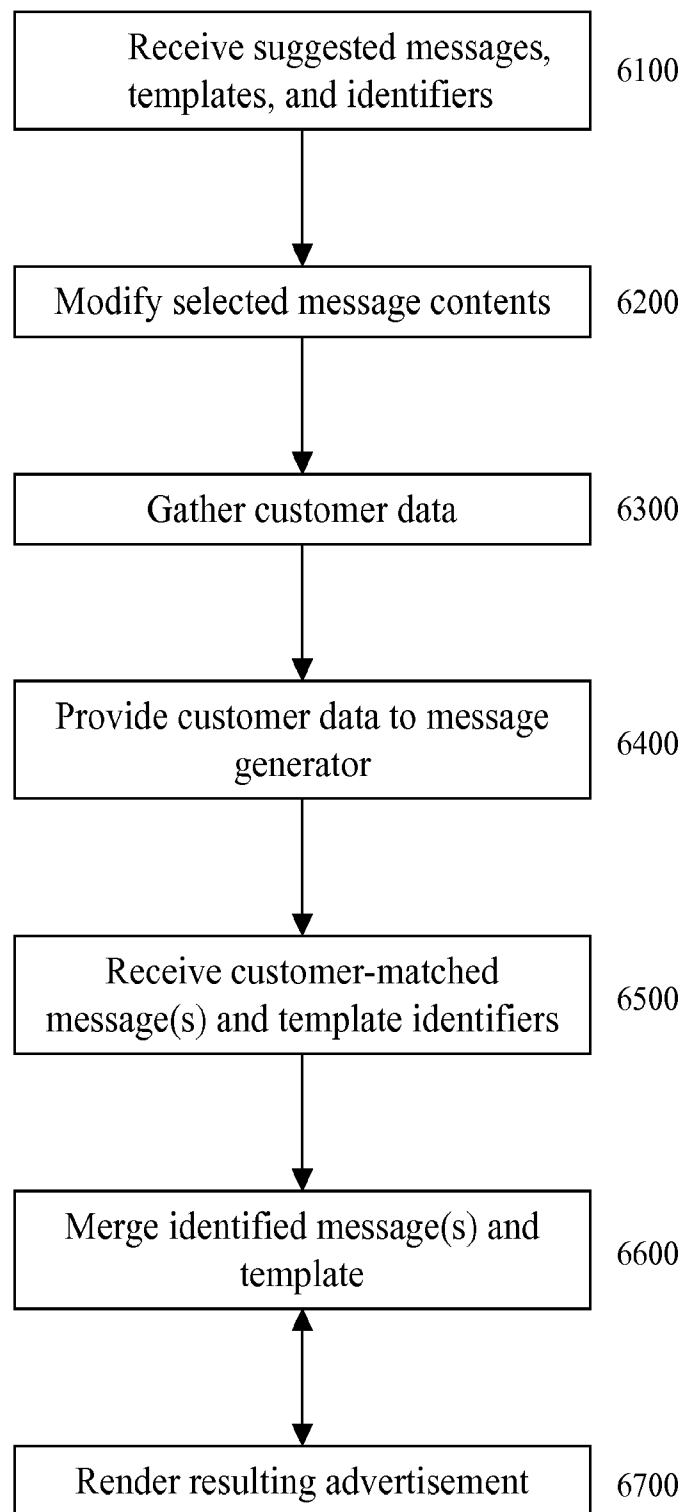 Receive suggested messages,
templates, and identifiers
6100
Modify selected message contents
6200
Gather customer data
6300
Provide customer data to message
generator
6400
Receive customer-matched
message(s) and template identifiers
6500
Merge identified message(s) and
template
6600
Render resulting advertisement
6700